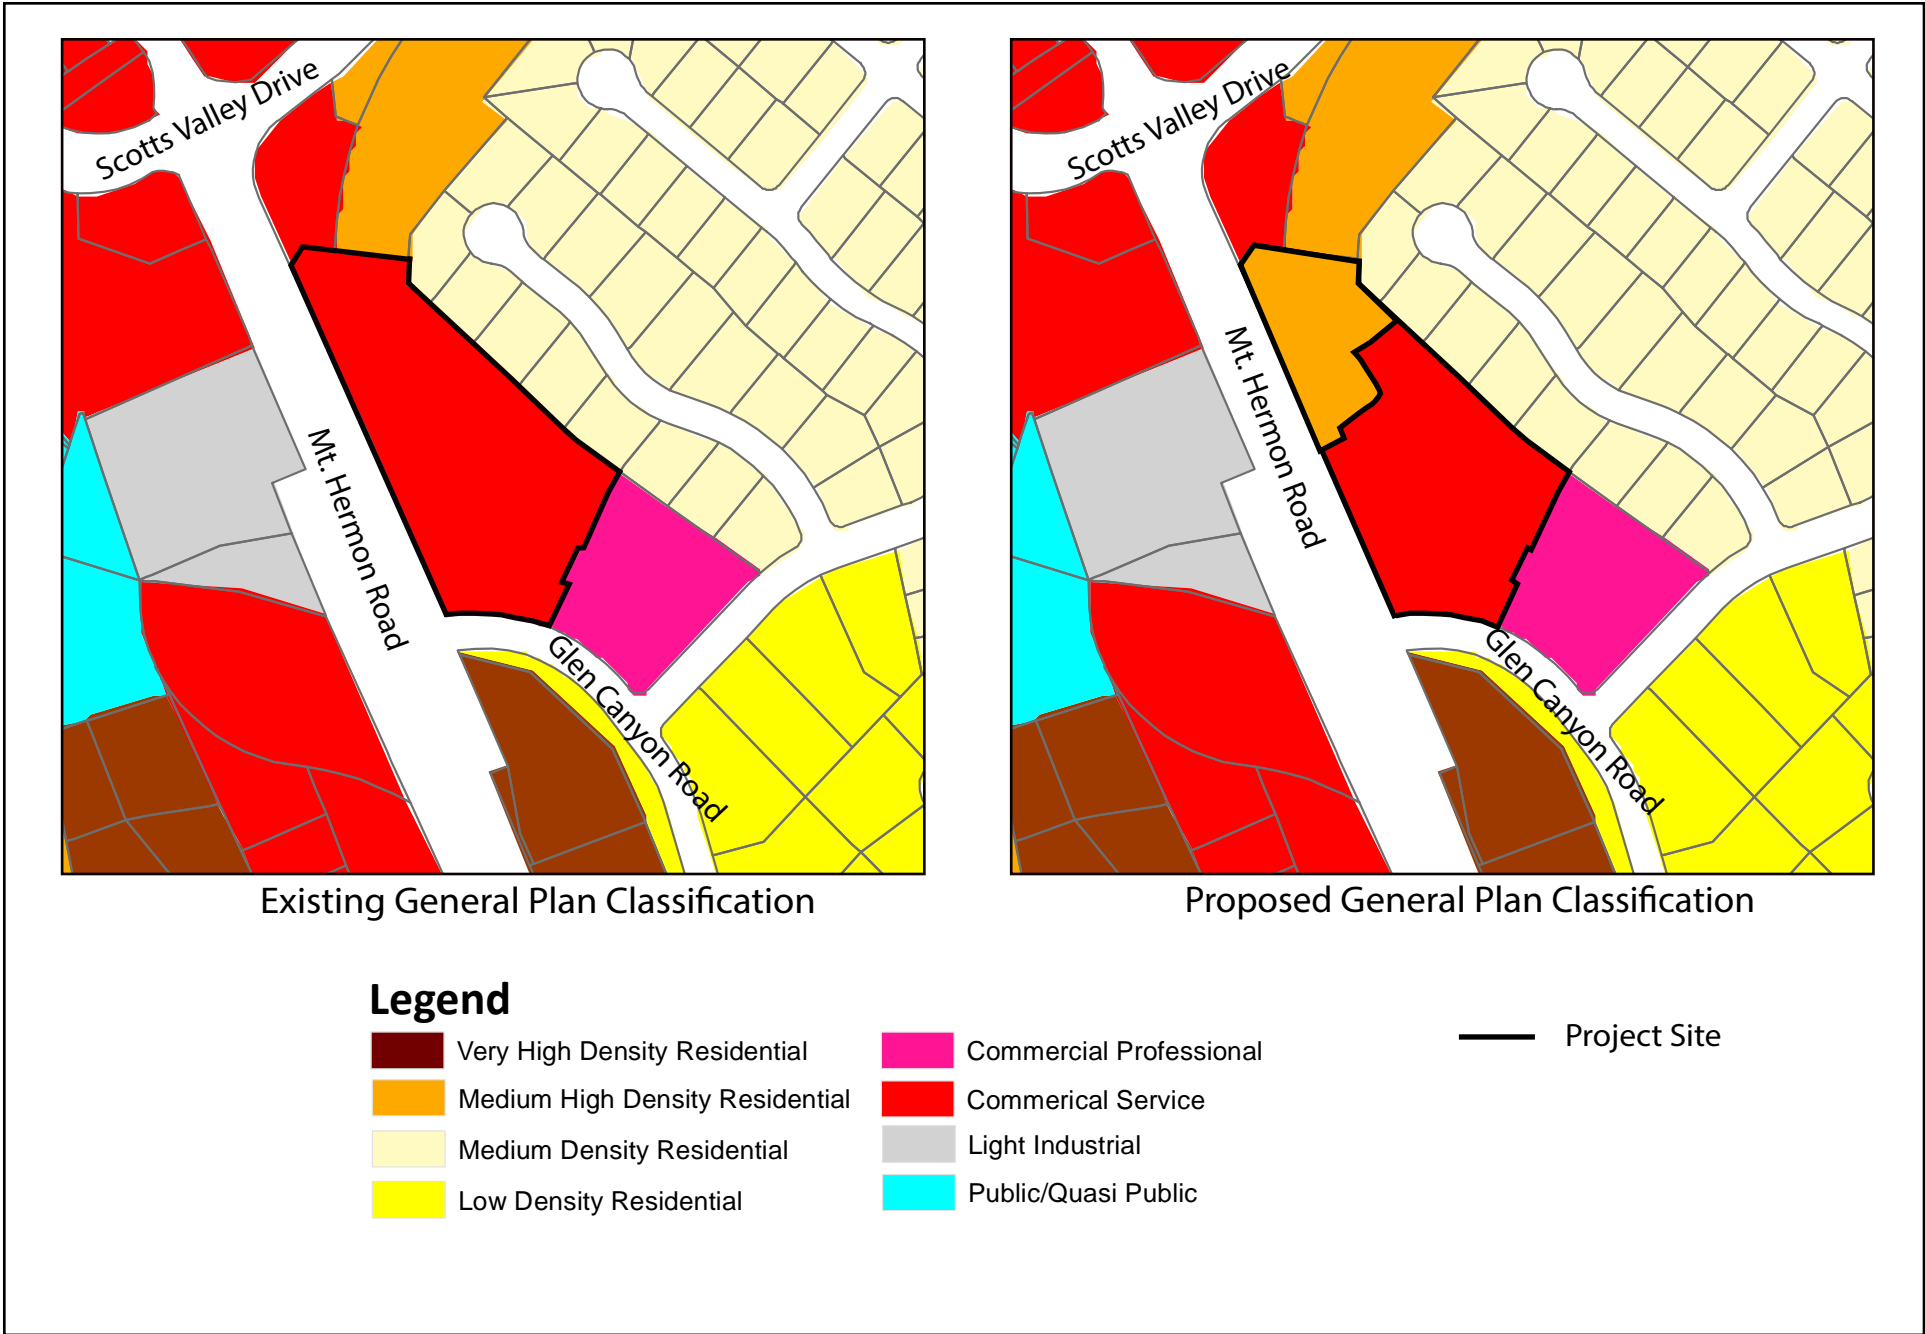 Scotts Valley Drive
Mt. Hermon Road
Glen Canyon Road
Existing General Plan Classification
Scotts Valley Drive
Mt. Hermon Road
Glen Canyon Road
Proposed General Plan Classification
Legend
Very High Density Residential
Medium High Density Residential
Medium Density Residential
Low Density Residential
Commercial Professional
Commerical Service
Light Industrial
Public/Quasi Public
Project Site